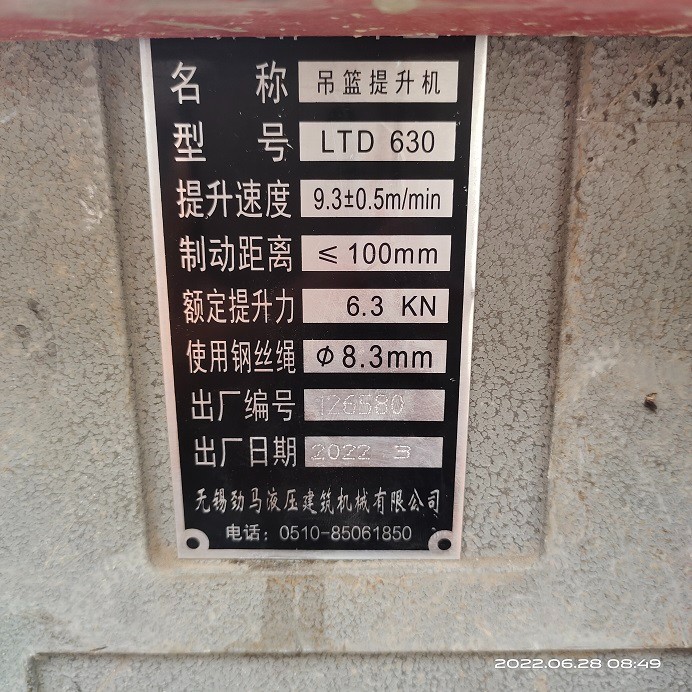 名称 吊篮提升机
型号 LTD 630
提升速度 9.3±0.5m/min
制动距离 ≤100mm
额定提升力 6.3 KN
使用钢丝绳 Φ8.3mm
出厂编号 126580
出厂日期 2022 3
无锡劲马液压建筑机械有限公司
电话：0510-85061850
2022.06.28 08:49